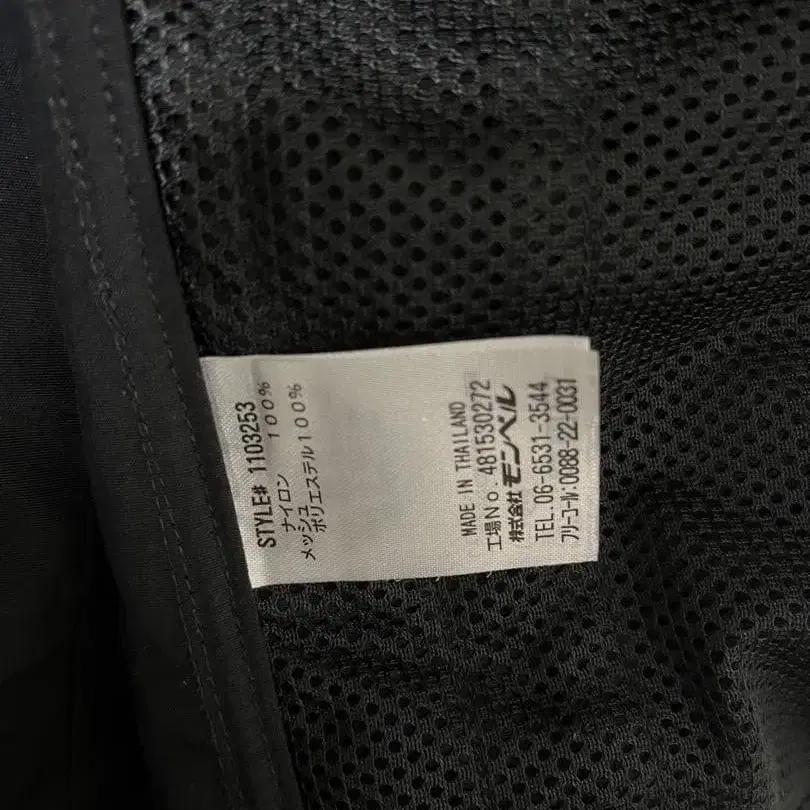 STYLE# 1103253
ナイロン 100%
メッシュ
ポリエステル100%
MADE IN THAILAND
工場No 481530272
株式会社 モンベル
TEL.06-6531-3544
フリーコール:0088-22-0031